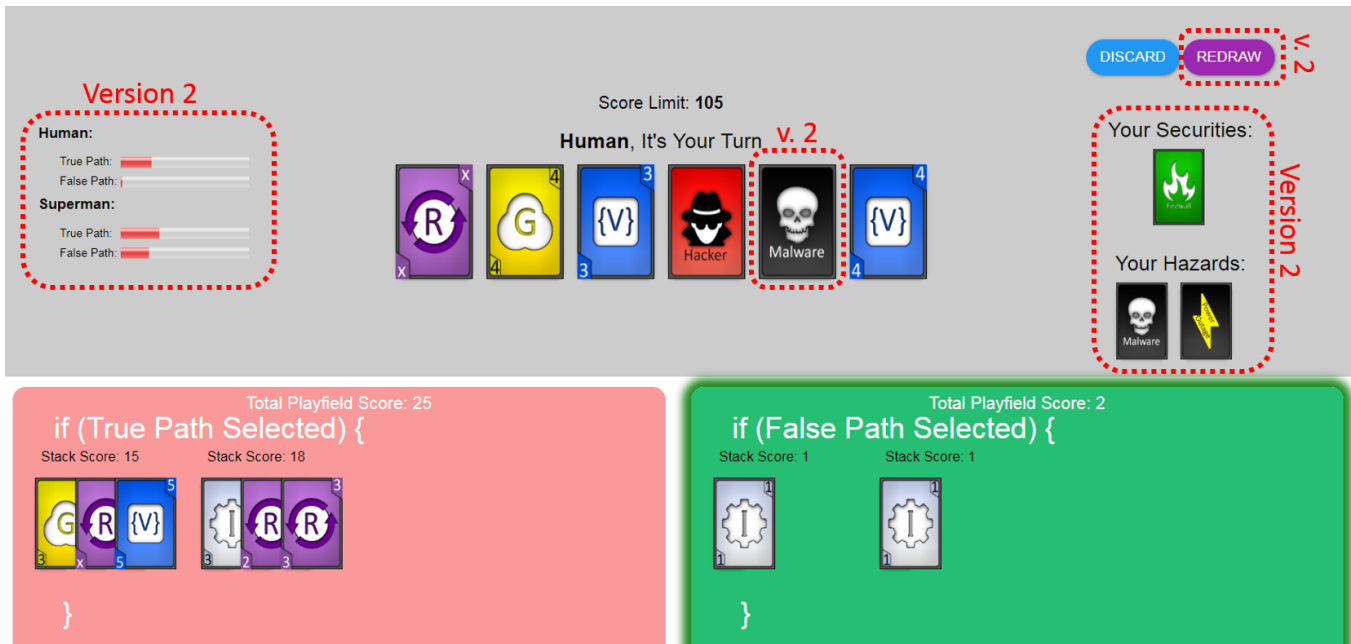 DISCARD REDRAW v. 2
Version 2
Score Limit: 105
Human, It's Your Turn v. 2
Human:
True Path:
False Path:
Superman:
True Path:
False Path:
x R x
4 G 4
3 {V} 3
Hacker
Malware
4 {V} 4
Your Securities:
Firewall
Your Hazards:
Malware
Power Outage
Version 2
Total Playfield Score: 25
if (True Path Selected) {
Stack Score: 15 Stack Score: 18
G 3 R x {V} 5 5
I 3 R 2 R 3 3
}
Total Playfield Score: 2
if (False Path Selected) {
Stack Score: 1 Stack Score: 1
1 I 1
1 I 1
}